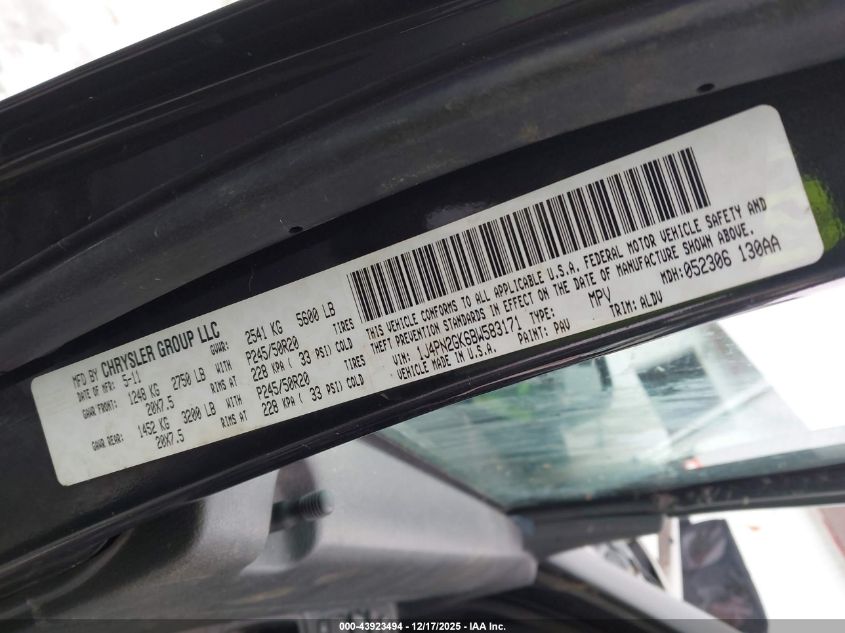 MFD BY CHRYSLER GROUP LLC
DATE OF MFR: 5-11 GVWR: 2541 KG 5600 LB
GAWR FRONT: 1248 KG 2750 LB WITH P245/50R20 TIRES
20X7.5 RIMS AT 228 KPA ( 33 PSI) COLD
GAWR REAR: 1452 KG 3200 LB WITH P245/50R20 TIRES
20X7.5 RIMS AT 228 KPA ( 33 PSI) COLD
THIS VEHICLE CONFORMS TO ALL APPLICABLE U.S.A. FEDERAL MOTOR VEHICLE SAFETY AND
THEFT PREVENTION STANDARDS IN EFFECT ON THE DATE OF MANUFACTURE SHOWN ABOVE.
VIN: 1J4PN2GK6BW583171 TYPE: MPV MDH: 052306 130AA
VEHICLE MADE IN U.S.A. PAINT: PAV TRIM: ALDV
000-43923494 - 12/17/2025 - IAA Inc.